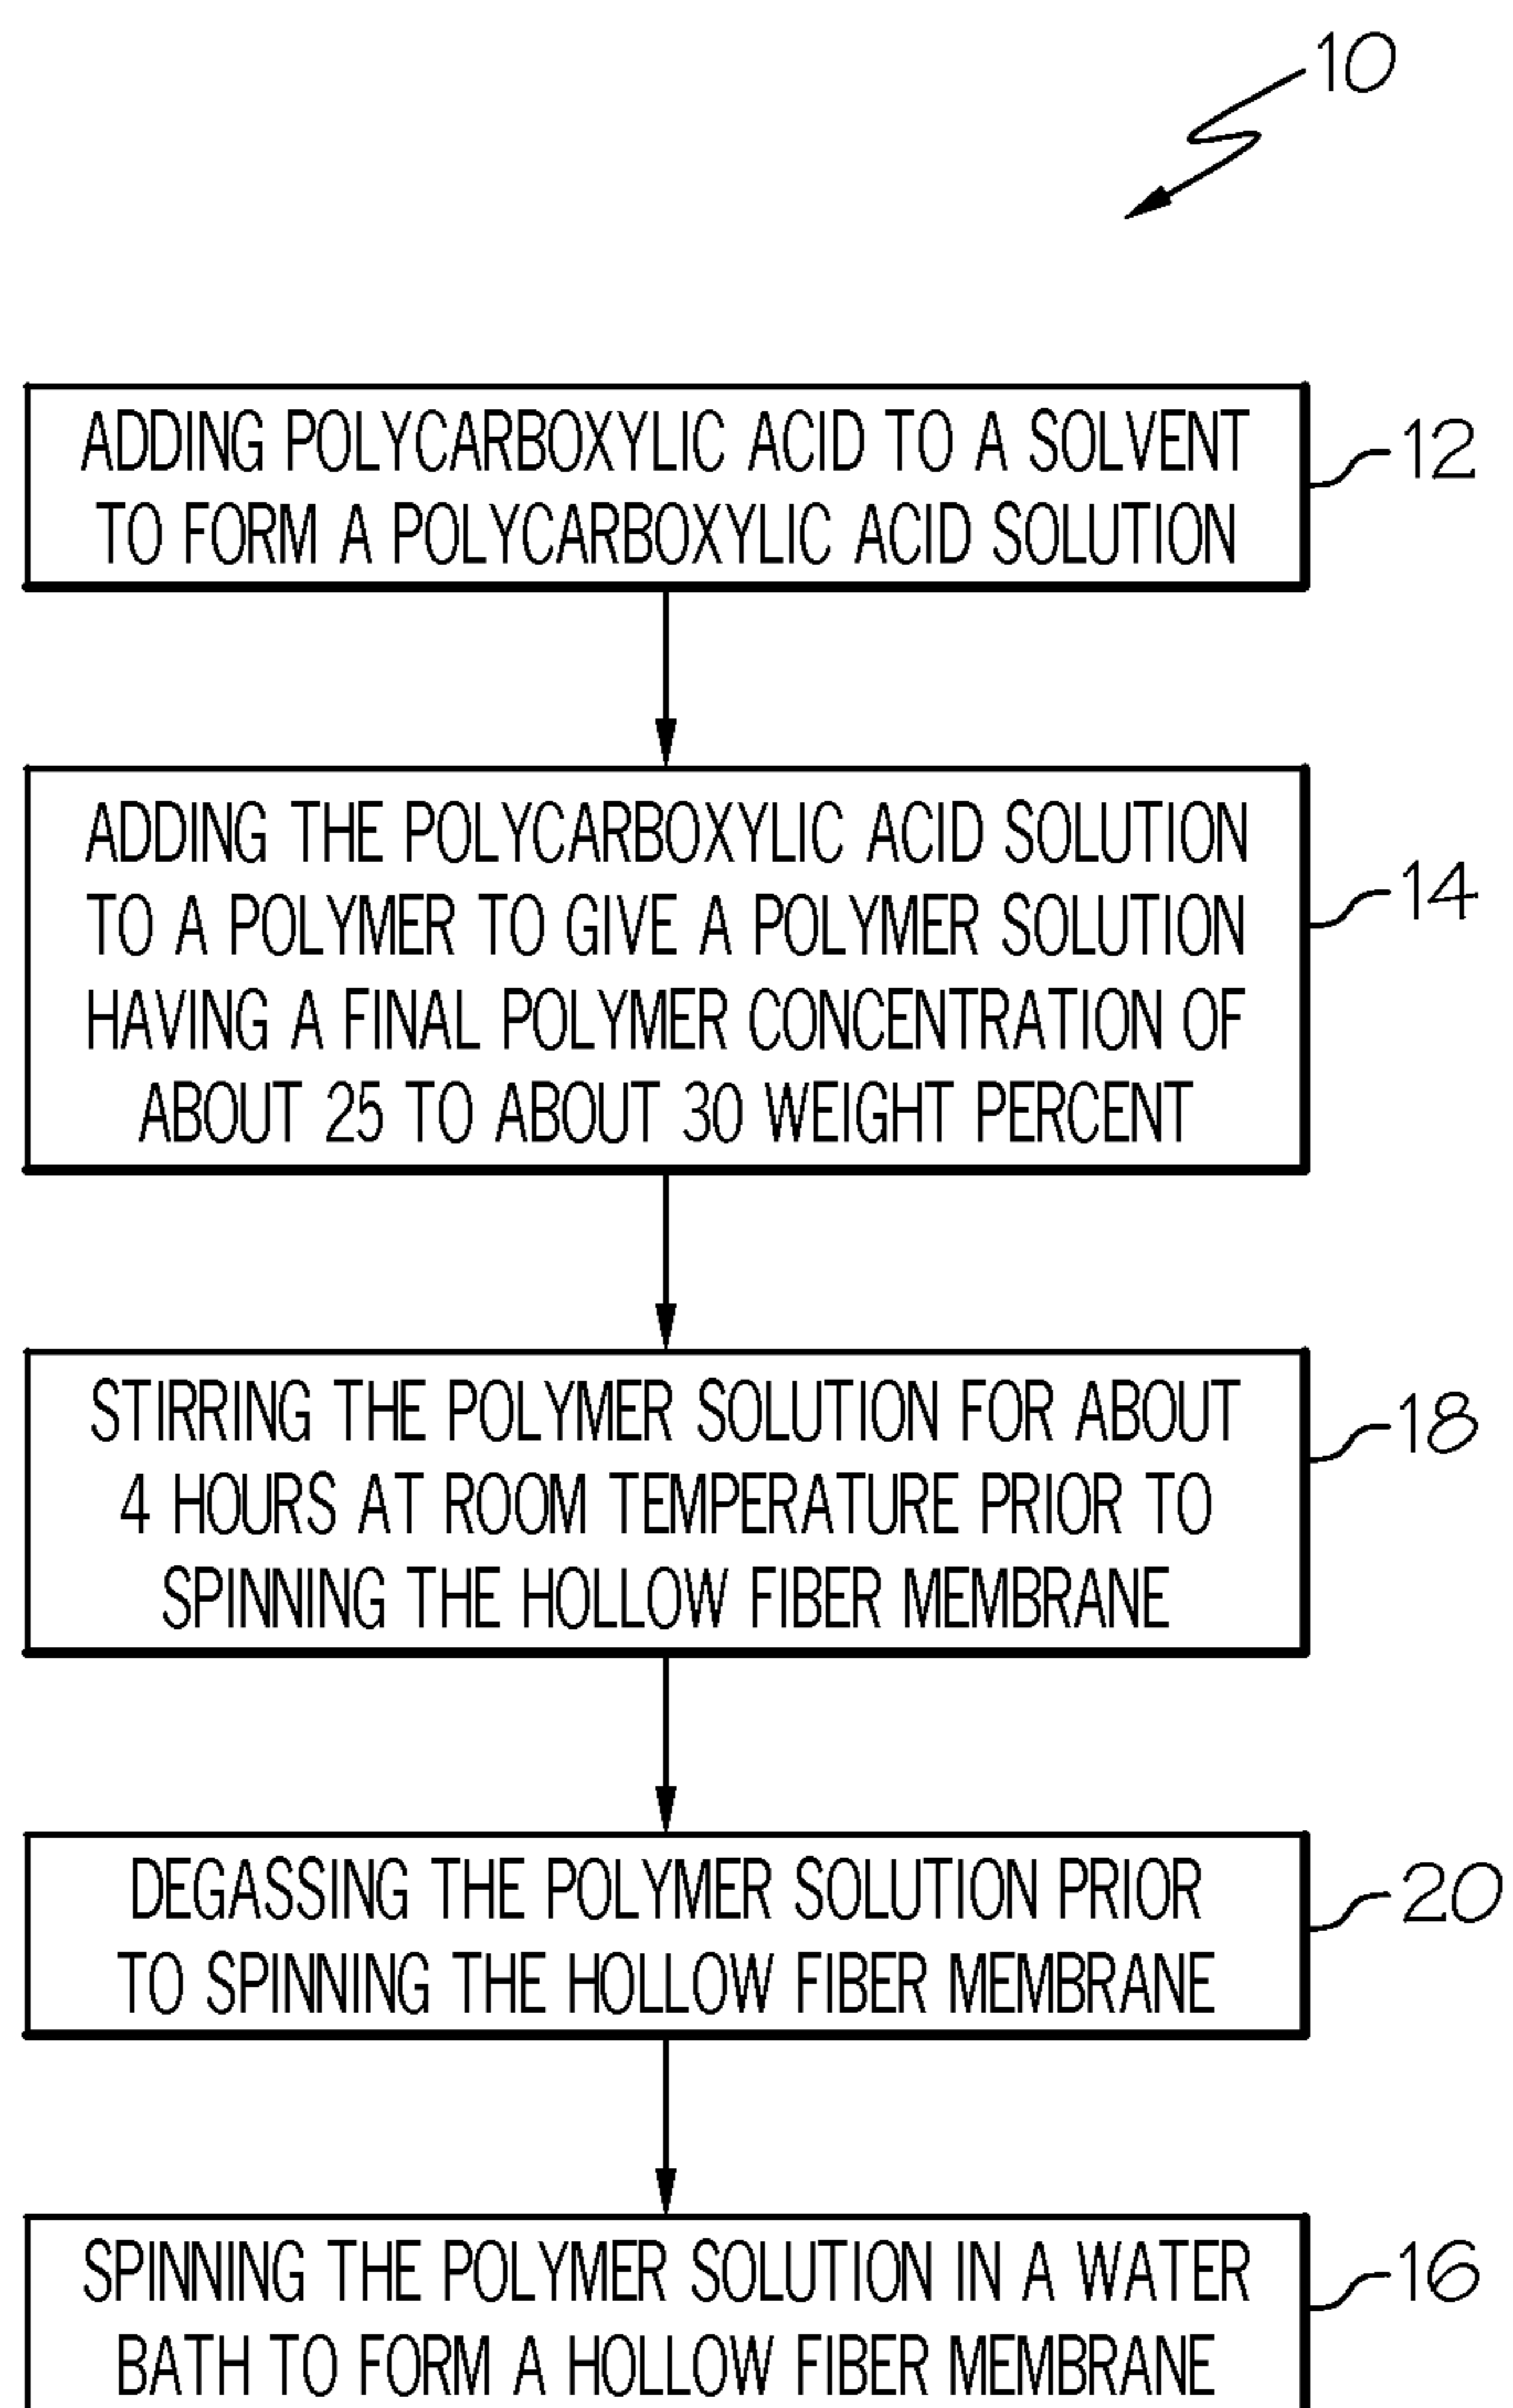 10
ADDING POLYCARBOXYLIC ACID TO A SOLVENT
TO FORM A POLYCARBOXYLIC ACID SOLUTION
12
ADDING THE POLYCARBOXYLIC ACID SOLUTION
TO A POLYMER TO GIVE A POLYMER SOLUTION
HAVING A FINAL POLYMER CONCENTRATION OF
ABOUT 25 TO ABOUT 30 WEIGHT PERCENT
14
STIRRING THE POLYMER SOLUTION FOR ABOUT
4 HOURS AT ROOM TEMPERATURE PRIOR TO
SPINNING THE HOLLOW FIBER MEMBRANE
18
DEGASSING THE POLYMER SOLUTION PRIOR
TO SPINNING THE HOLLOW FIBER MEMBRANE
20
SPINNING THE POLYMER SOLUTION IN A WATER
BATH TO FORM A HOLLOW FIBER MEMBRANE
16